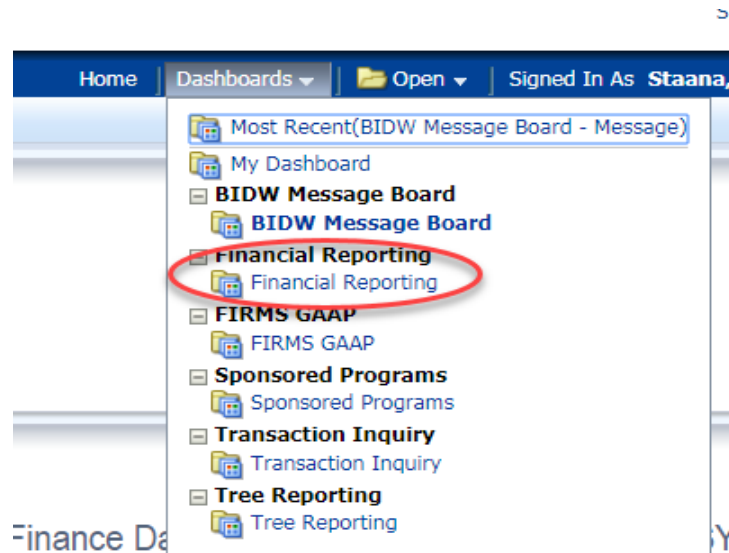 Home Dashboards Open Signed In As Staana,
Most Recent(BIDW Message Board - Message)
My Dashboard
BIDW Message Board
BIDW Message Board
Financial Reporting
Financial Reporting
FIRMS GAAP
FIRMS GAAP
Sponsored Programs
Sponsored Programs
Transaction Inquiry
Transaction Inquiry
Tree Reporting
Tree Reporting
Finance Da